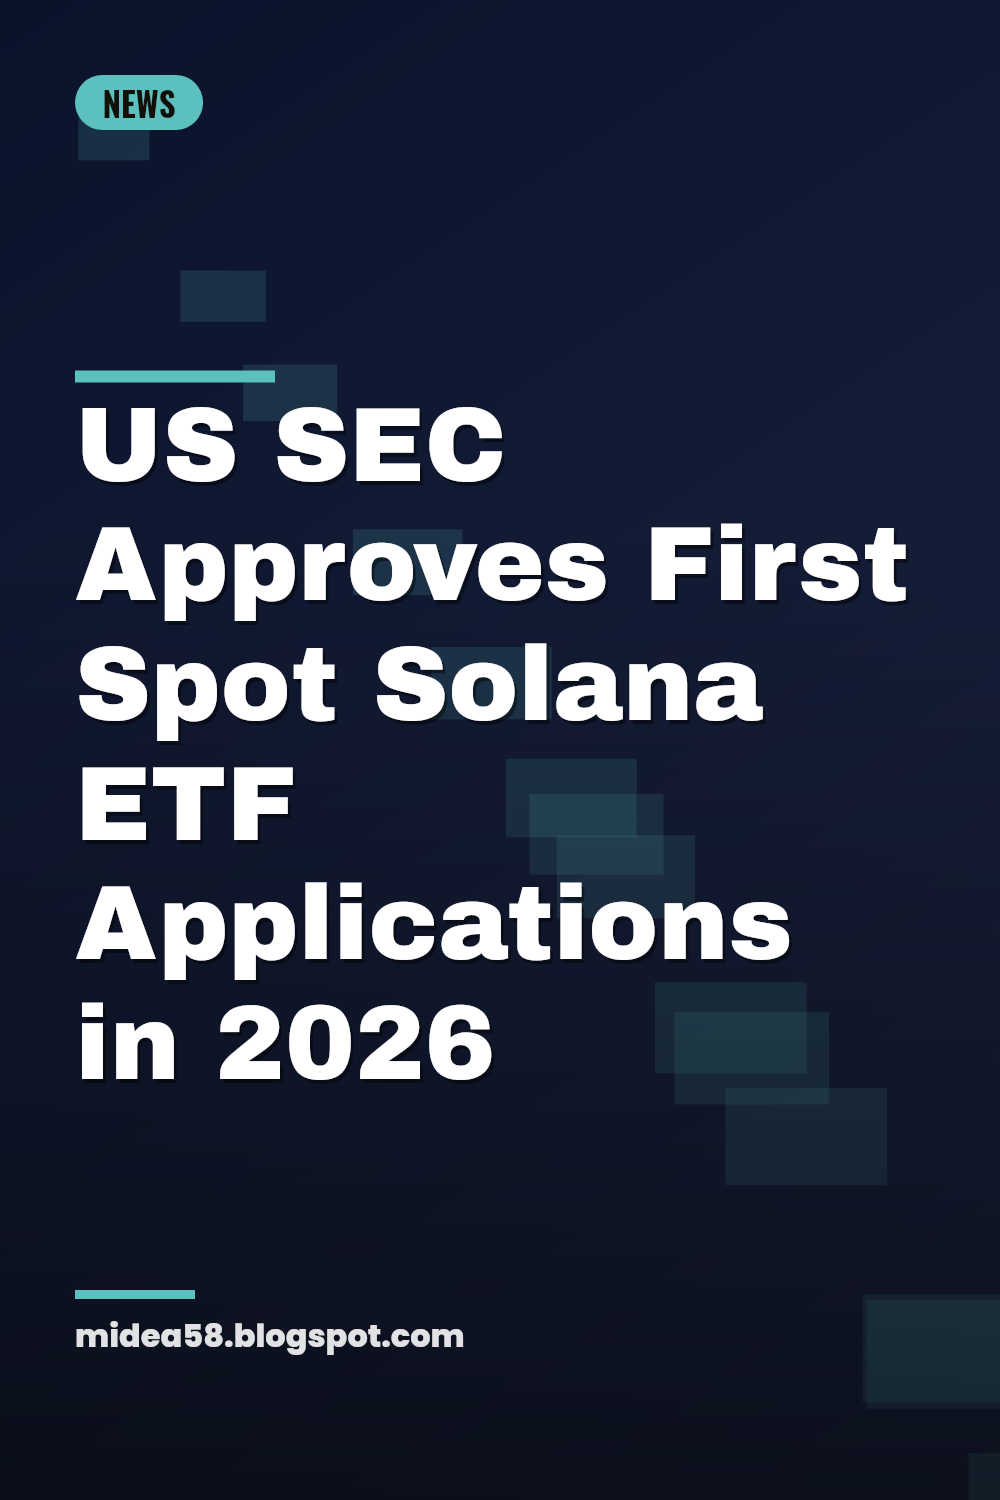 NEWS
US SEC
Approves First
Spot Solana
ETF
Applications
in 2026
midea58.blogspot.com